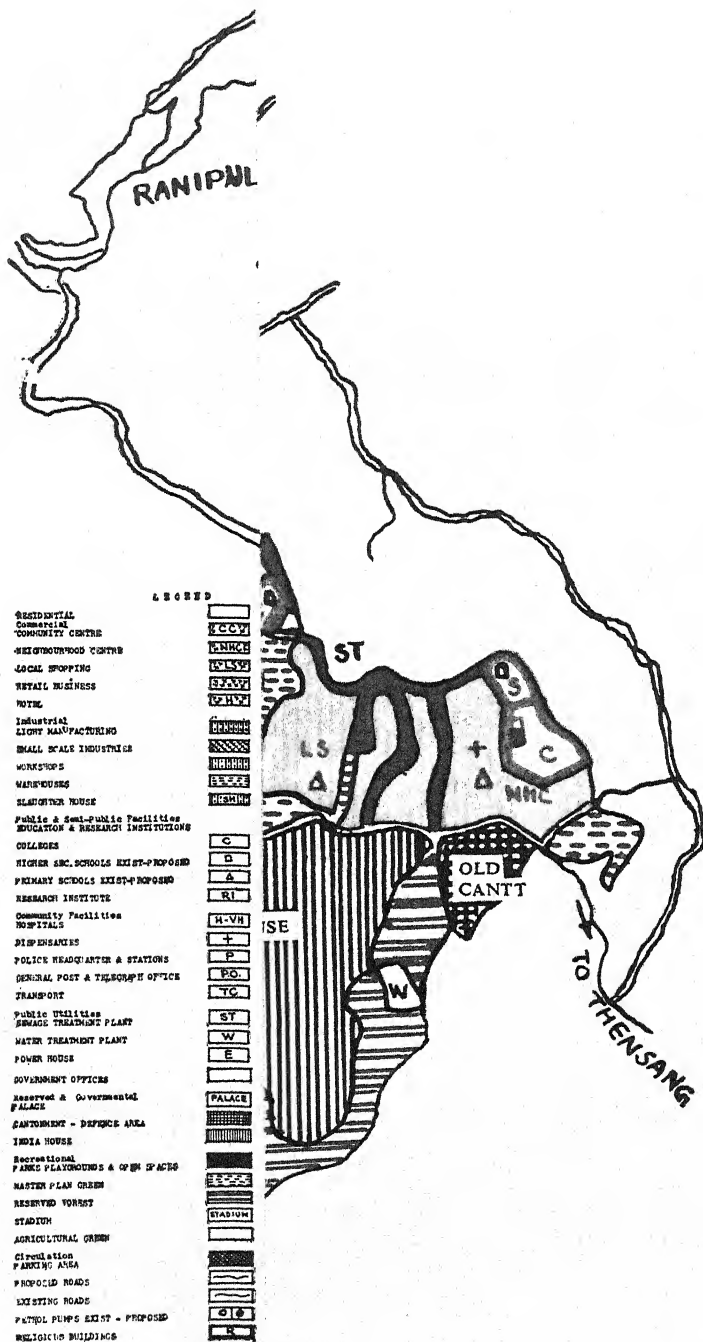 RANIPUL
LEGEND
RESIDENTIAL
Commercial
COMMUNITY CENTRE CC
NEIGHBOURHOOD CENTRE NHC
LOCAL SHOPPING LS
RETAIL BUSINESS
HOTEL H
Industrial
LIGHT MANUFACTURING
SMALL SCALE INDUSTRIES
WORKSHOPS
WAREHOUSES
SLAUGHTER HOUSE SH
Public & Semi-Public Facilities
EDUCATION & RESEARCH INSTITUTIONS
COLLEGES C
HIGHER SEC. SCHOOLS EXIST-PROPOSED
PRIMARY SCHOOLS EXIST-PROPOSED
RESEARCH INSTITUTE RI
Community Facilities
HOSPITALS H-VH
DISPENSARIES +
POLICE HEADQUARTER & STATIONS P
GENERAL POST & TELEGRAPH OFFICE P.O.
TRANSPORT TC
Public Utilities
SEWAGE TREATMENT PLANT ST
WATER TREATMENT PLANT W
POWER HOUSE E
GOVERNMENT OFFICES
Reserved & Governmental
PALACE PALACE
CANTONMENT - DEFENCE AREA
INDIA HOUSE
Recreational
PARKS PLAYGROUNDS & OPEN SPACES
MASTER PLAN GREEN
RESERVED FOREST
STADIUM STADIUM
AGRICULTURAL GREEN
Circulation
PARKING AREA
PROPOSED ROADS
EXISTING ROADS
PETROL PUMPS EXIST - PROPOSED
RELIGIOUS BUILDINGS R
ST
S
LS
C
NHC
OLD
CANTT
USE
W
TO THENSANG